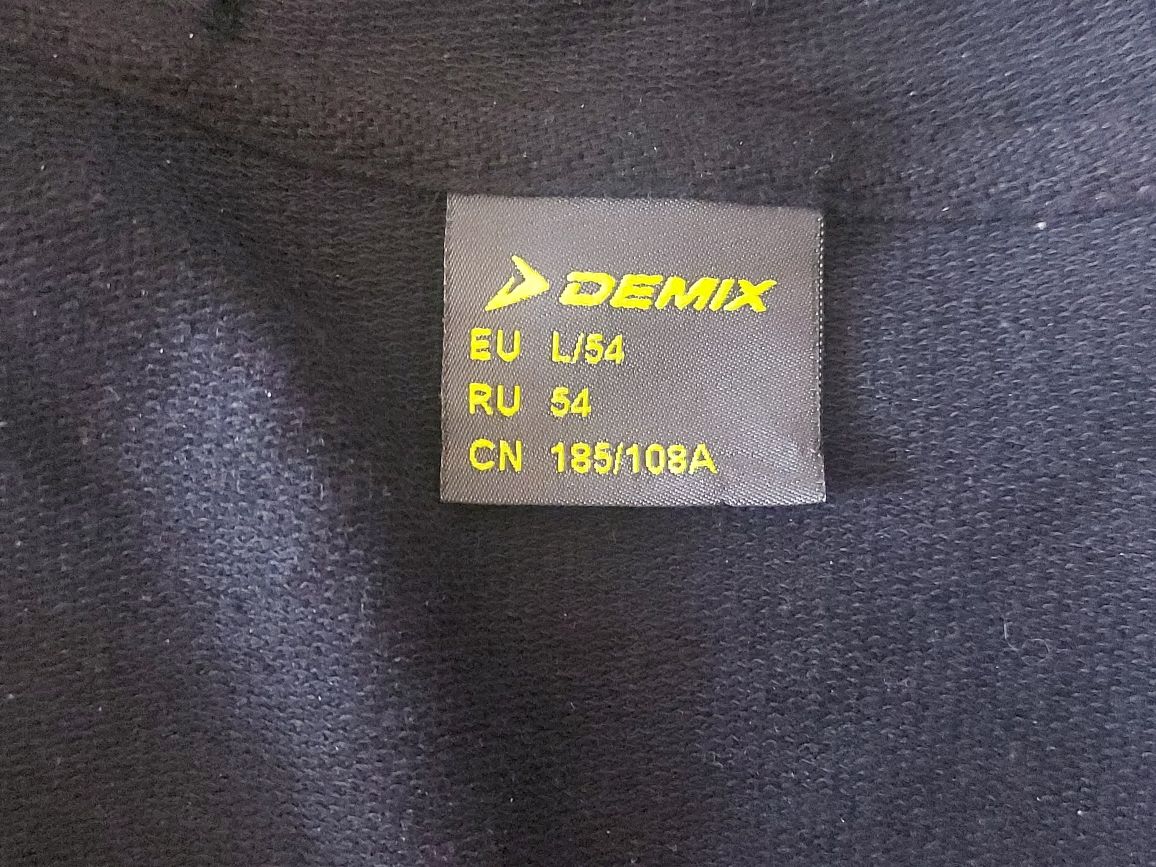 DEMIX
EU L/54
RU 54
CN 185/108A